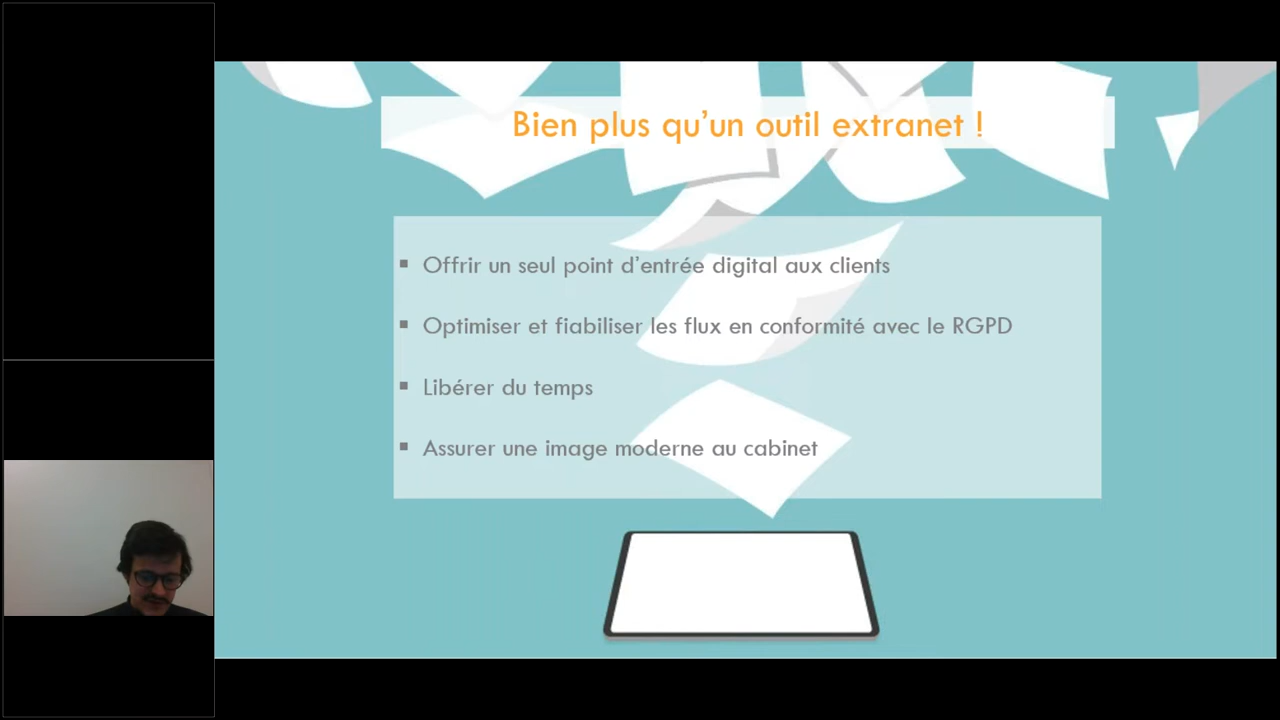 Bien plus qu’un outil extranet !
▪ Offrir un seul point d’entrée digital aux clients
▪ Optimiser et fiabiliser les flux en conformité avec le RGPD
▪ Libérer du temps
▪ Assurer une image moderne au cabinet